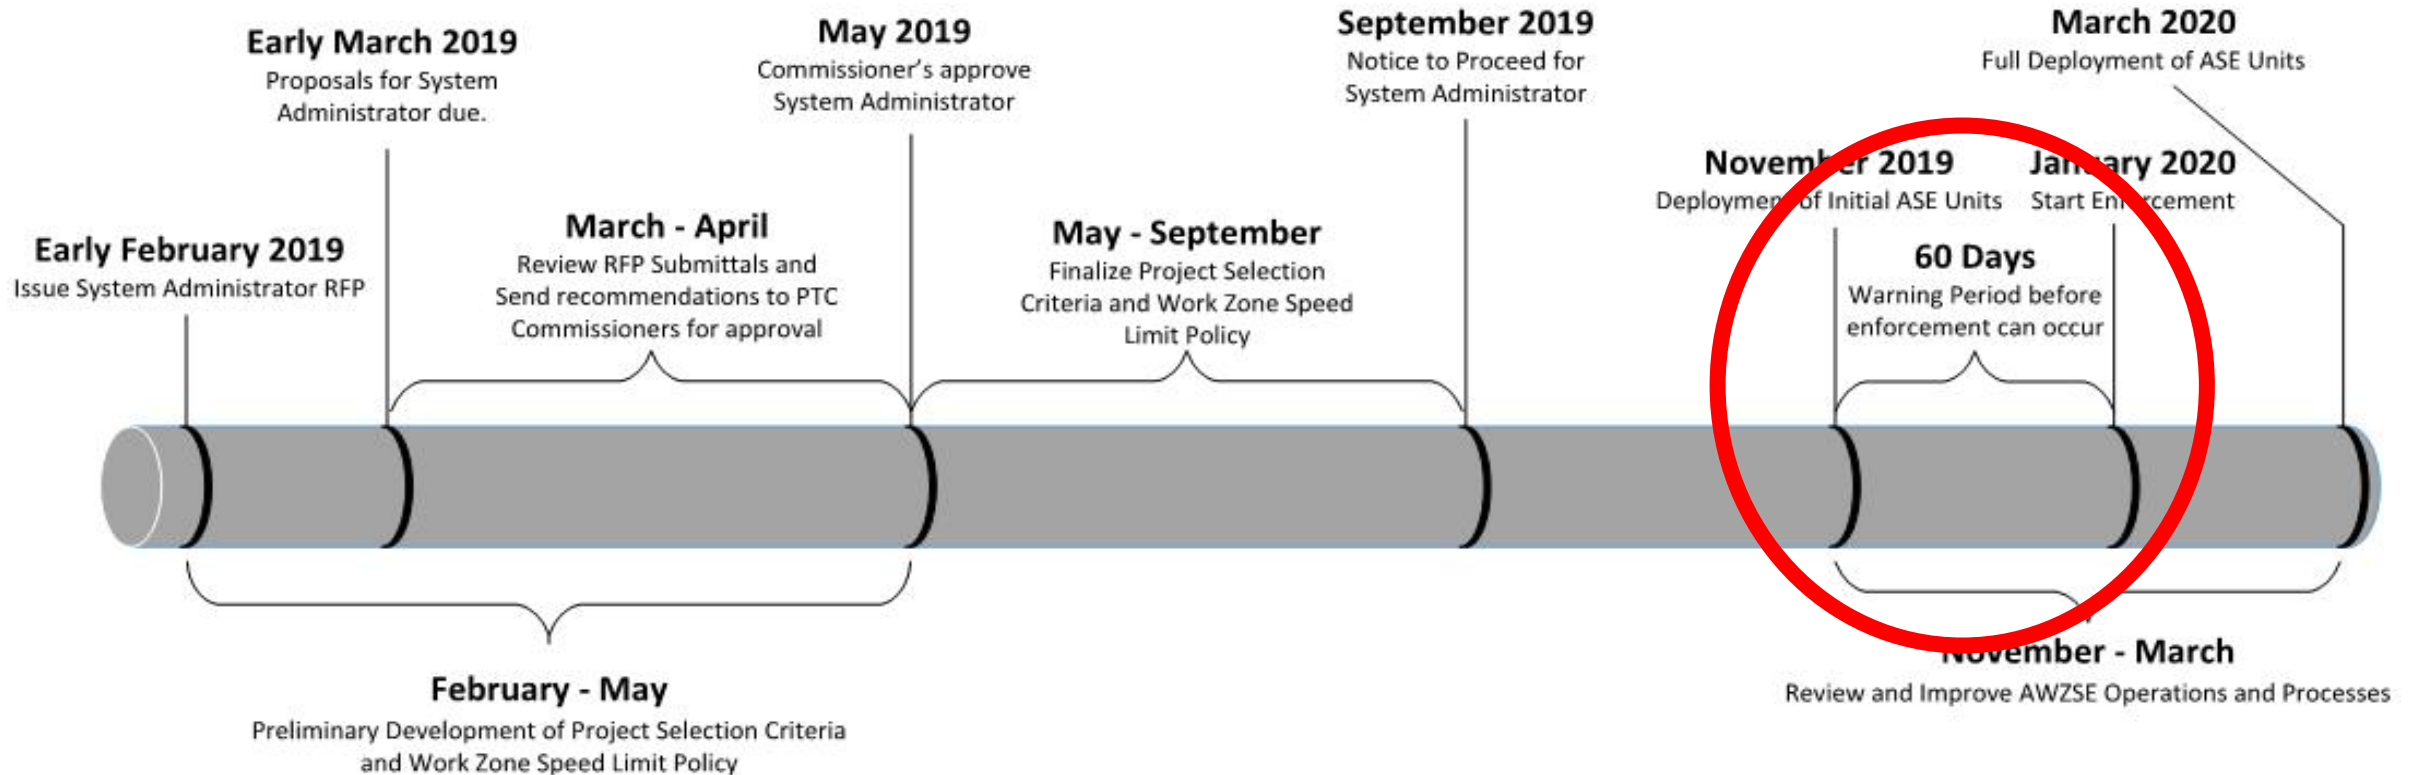 Early February 2019
Issue System Administrator RFP
Early March 2019
Proposals for System
Administrator due.
March - April
Review RFP Submittals and
Send recommendations to PTC
Commissioners for approval
May 2019
Commissioner's approve
System Administrator
May - September
Finalize Project Selection
Criteria and Work Zone Speed
Limit Policy
September 2019
Notice to Proceed for
System Administrator
November 2019
Deployment of Initial ASE Units
60 Days
Warning Period before
enforcement can occur
January 2020
Start Enforcement
March 2020
Full Deployment of ASE Units
February - May
Preliminary Development of Project Selection Criteria
and Work Zone Speed Limit Policy
November - March
Review and Improve AWZSE Operations and Processes